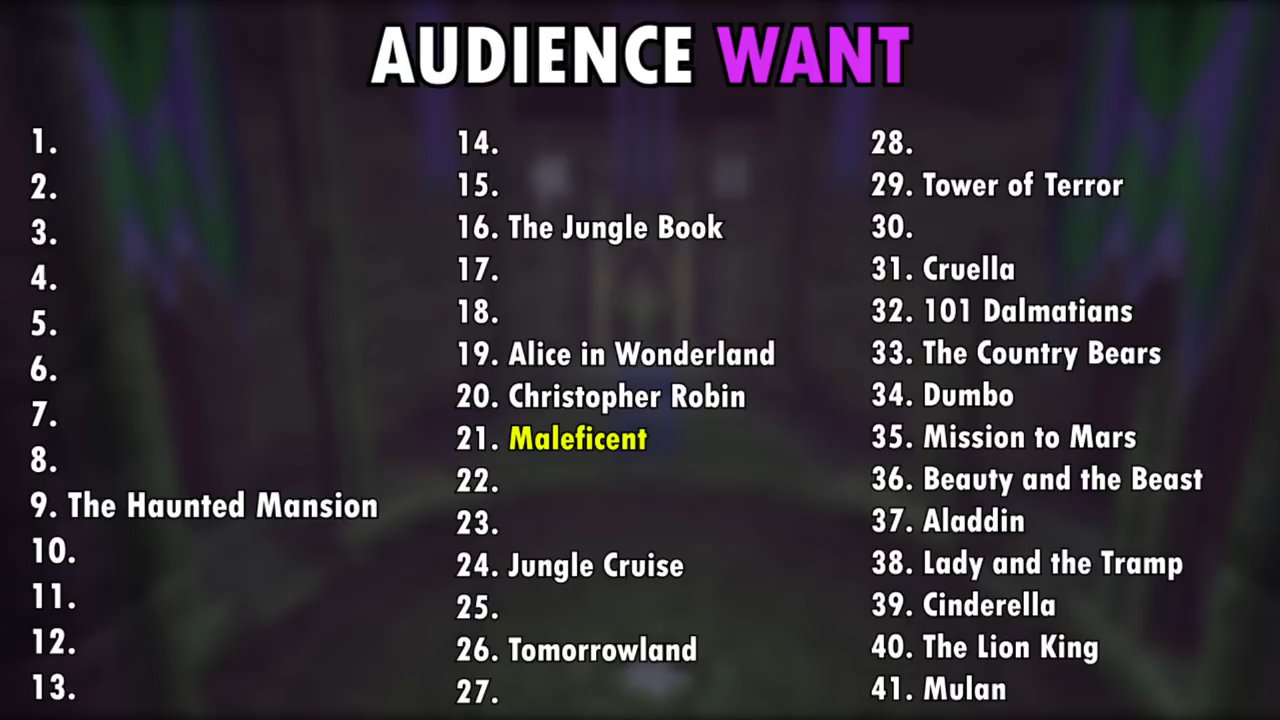 AUDIENCE WANT
1.
2.
3.
4.
5.
6.
7.
8.
9. The Haunted Mansion
10.
11.
12.
13.
14.
15.
16. The Jungle Book
17.
18.
19. Alice in Wonderland
20. Christopher Robin
21. Maleficent
22.
23.
24. Jungle Cruise
25.
26. Tomorrowland
27.
28.
29. Tower of Terror
30.
31. Cruella
32. 101 Dalmatians
33. The Country Bears
34. Dumbo
35. Mission to Mars
36. Beauty and the Beast
37. Aladdin
38. Lady and the Tramp
39. Cinderella
40. The Lion King
41. Mulan